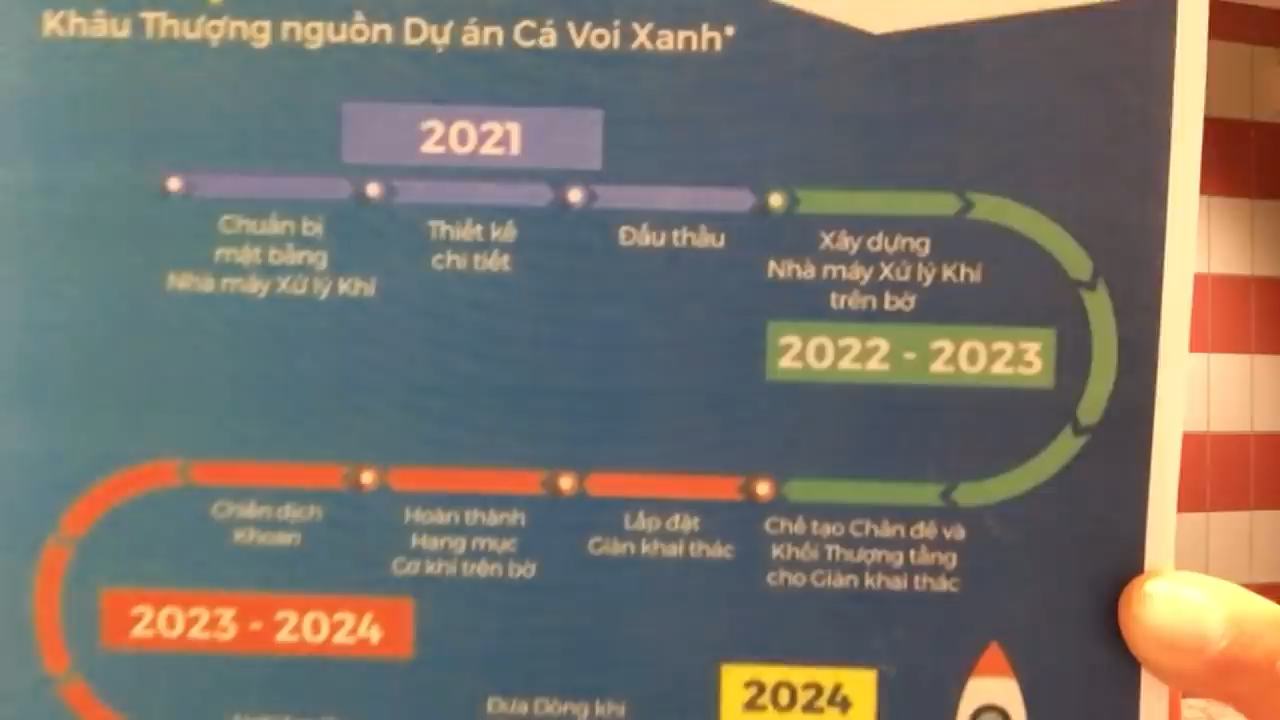 Khâu Thượng nguồn Dự án Cá Voi Xanh*
2021
Chuẩn bị
mặt bằng
Nhà máy Xử lý Khí
Thiết kế
chi tiết
Đấu thầu
Xây dựng
Nhà máy Xử lý Khí
trên bờ
2022 - 2023
Chiến dịch
Khoan
Hoàn thành
Hạng mục
Cơ khí trên bờ
Lắp đặt
Giàn khai thác
Chế tạo Chân đế và
Khối Thượng tầng
cho Giàn khai thác
2023 - 2024
2024
Đưa Dòng khí